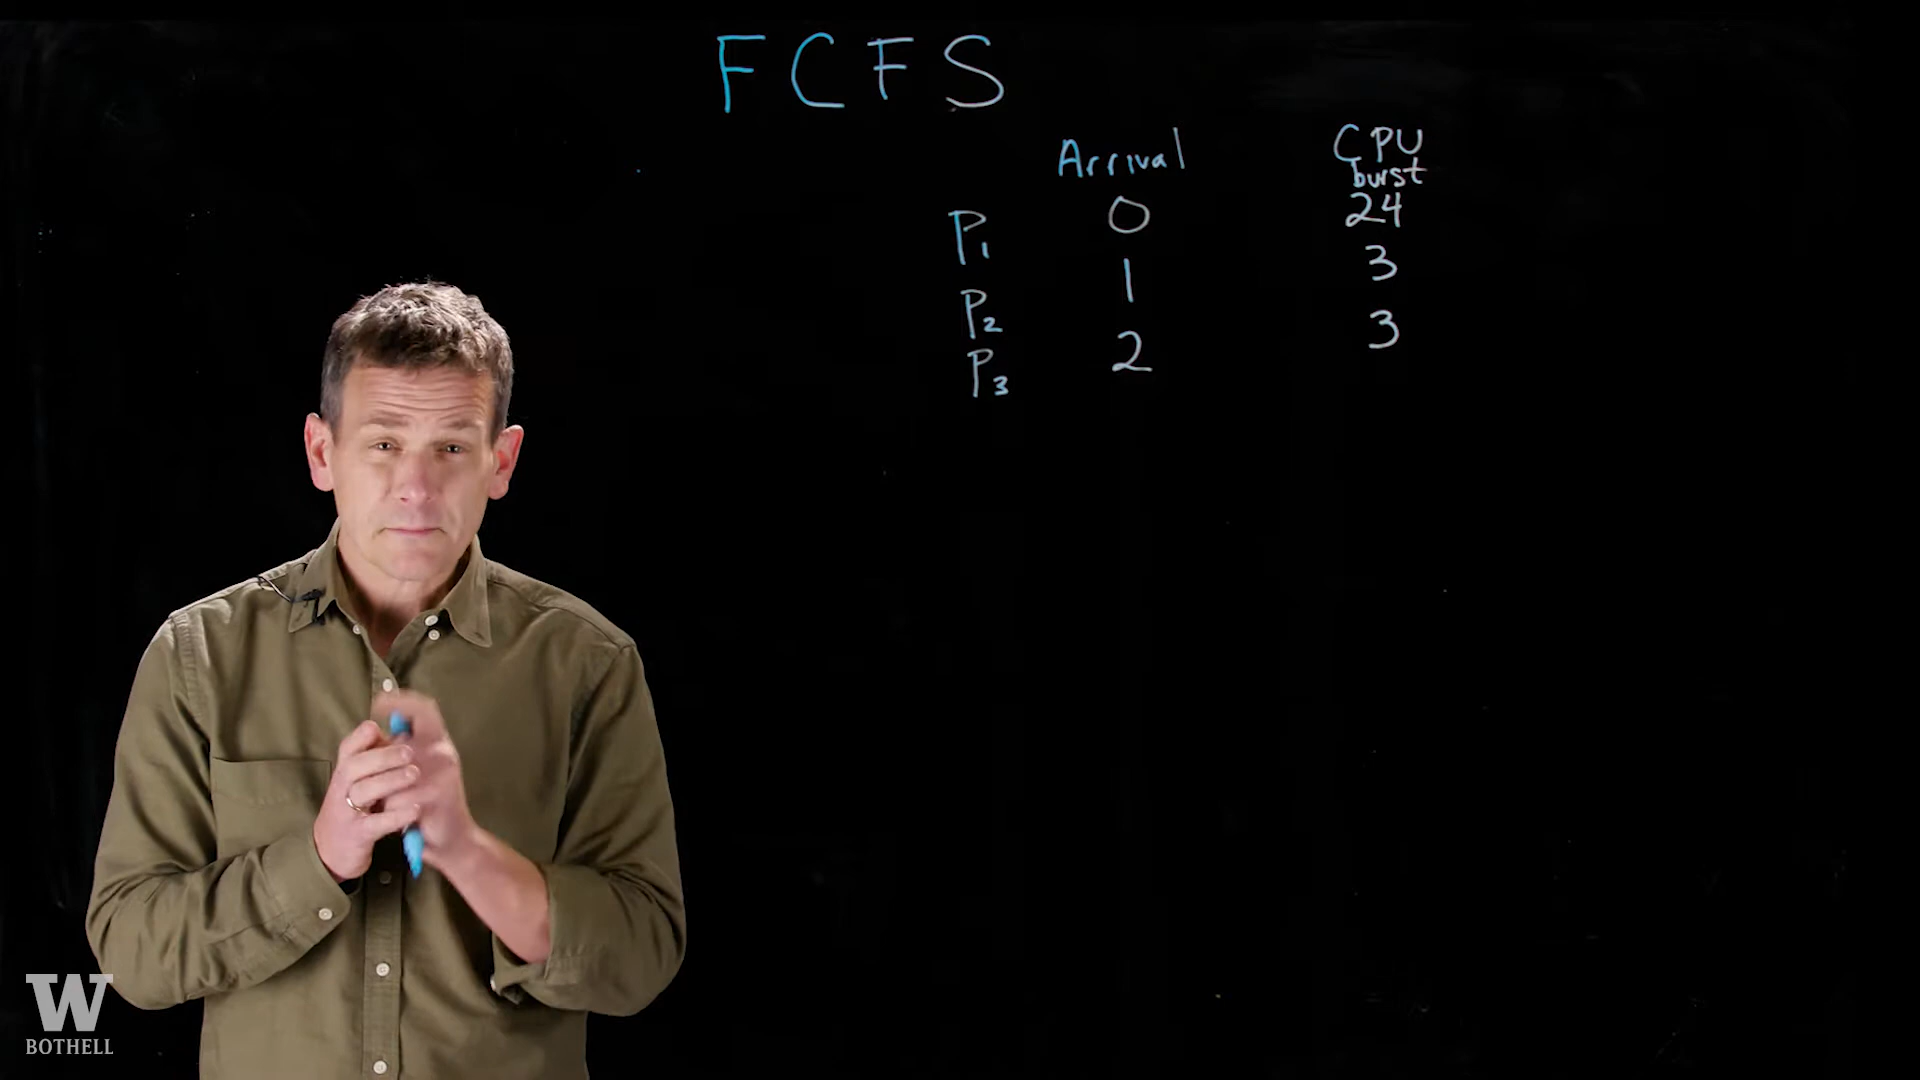 FCFS
Arrival CPU burst
P1 0 24
P2 1 3
P3 2 3
W
BOTHELL